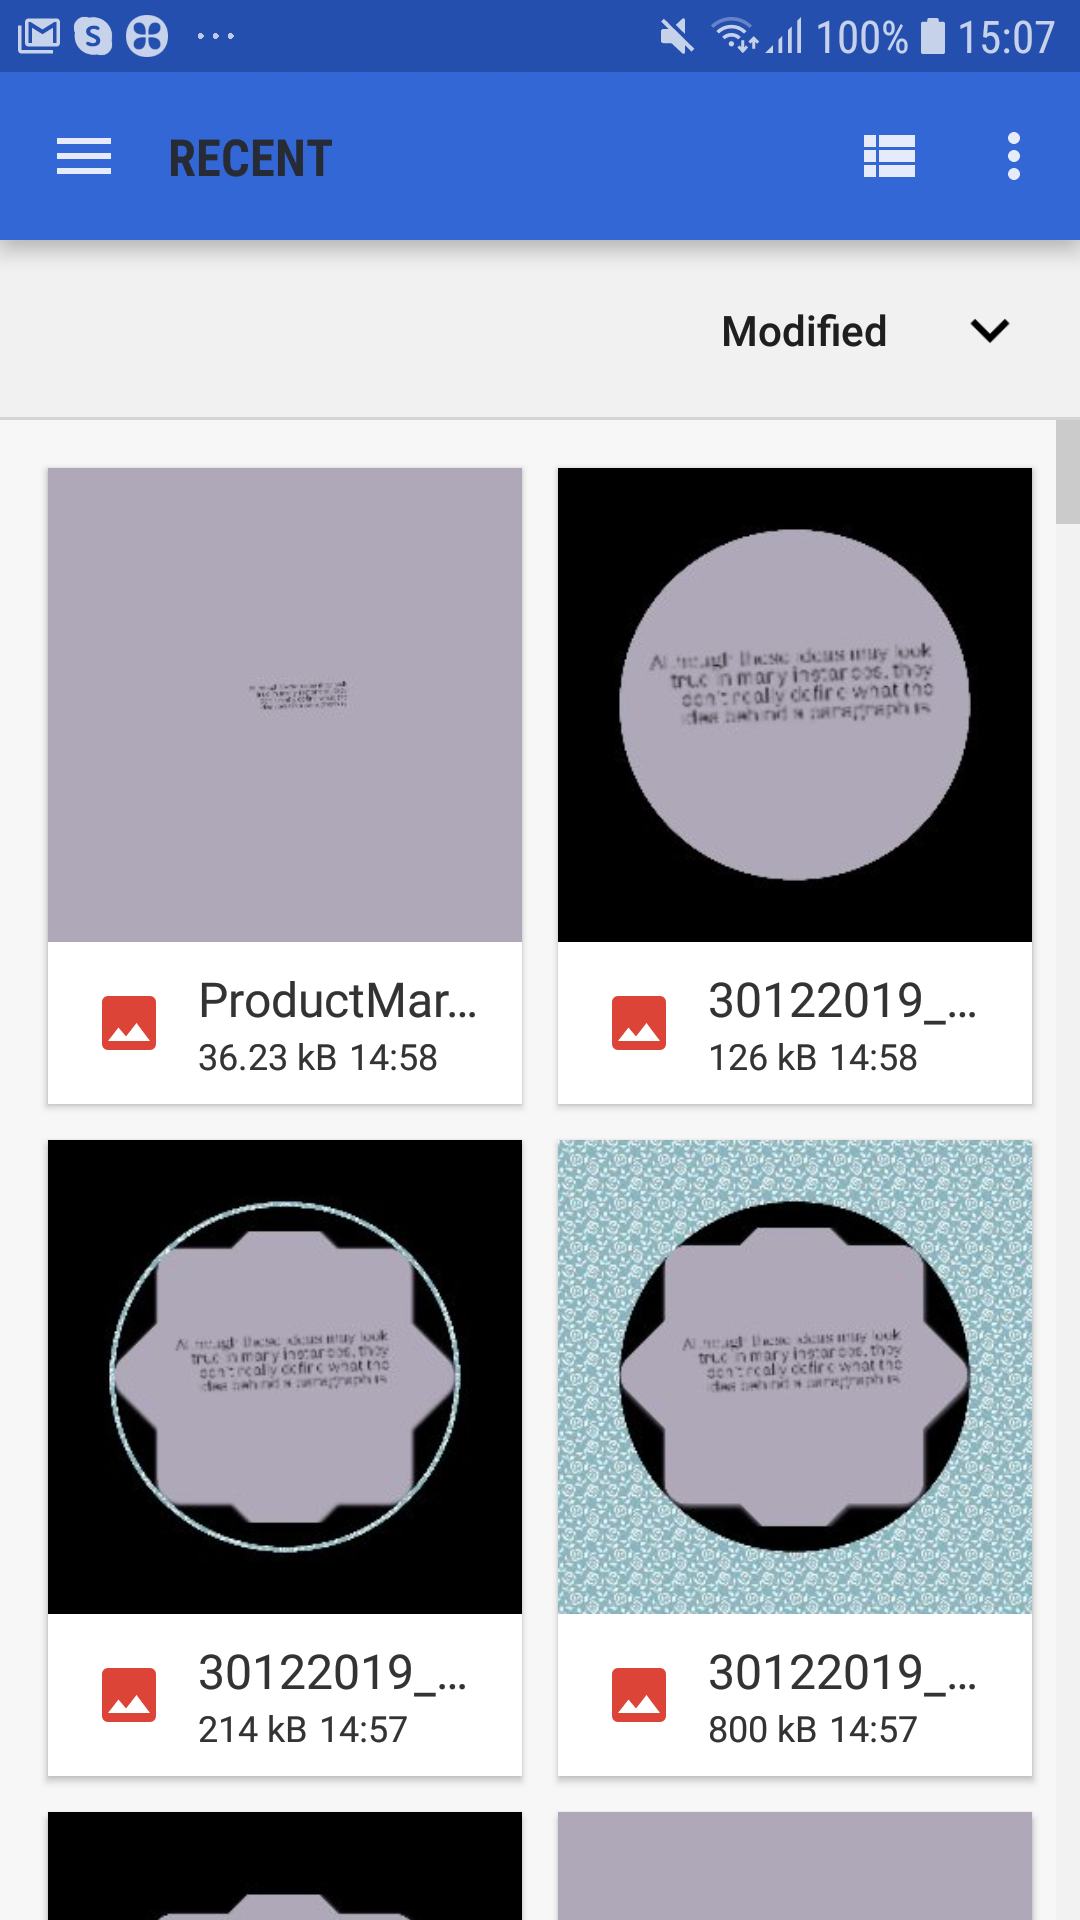 100% 15:07
RECENT
Modified
Although these ideas may look
true in many instances, they
don't really define what the
idea behind a paragraph is
ProductMar...
36.23 kB 14:58
30122019_...
126 kB 14:58
Although these ideas may look
true in many instances, they
don't really define what the
idea behind a paragraph is
Although these ideas may look
true in many instances, they
don't really define what the
idea behind a paragraph is
30122019_...
214 kB 14:57
30122019_...
800 kB 14:57